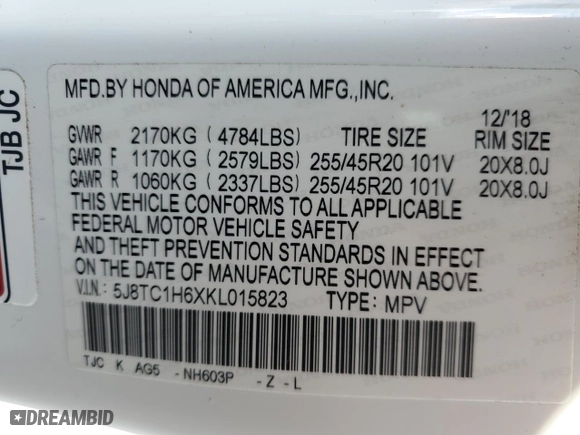 TJB JC
MFD.BY HONDA OF AMERICA MFG.,INC.
12/'18
GVWR 2170KG ( 4784LBS) TIRE SIZE RIM SIZE
GAWR F 1170KG ( 2579LBS) 255/45R20 101V 20X8.0J
GAWR R 1060KG ( 2337LBS) 255/45R20 101V 20X8.0J
THIS VEHICLE CONFORMS TO ALL APPLICABLE
FEDERAL MOTOR VEHICLE SAFETY
AND THEFT PREVENTION STANDARDS IN EFFECT
ON THE DATE OF MANUFACTURE SHOWN ABOVE.
V.I.N.: 5J8TC1H6XKL015823 TYPE: MPV
TJC K AG5 -NH603P -Z-L
DREAMBID